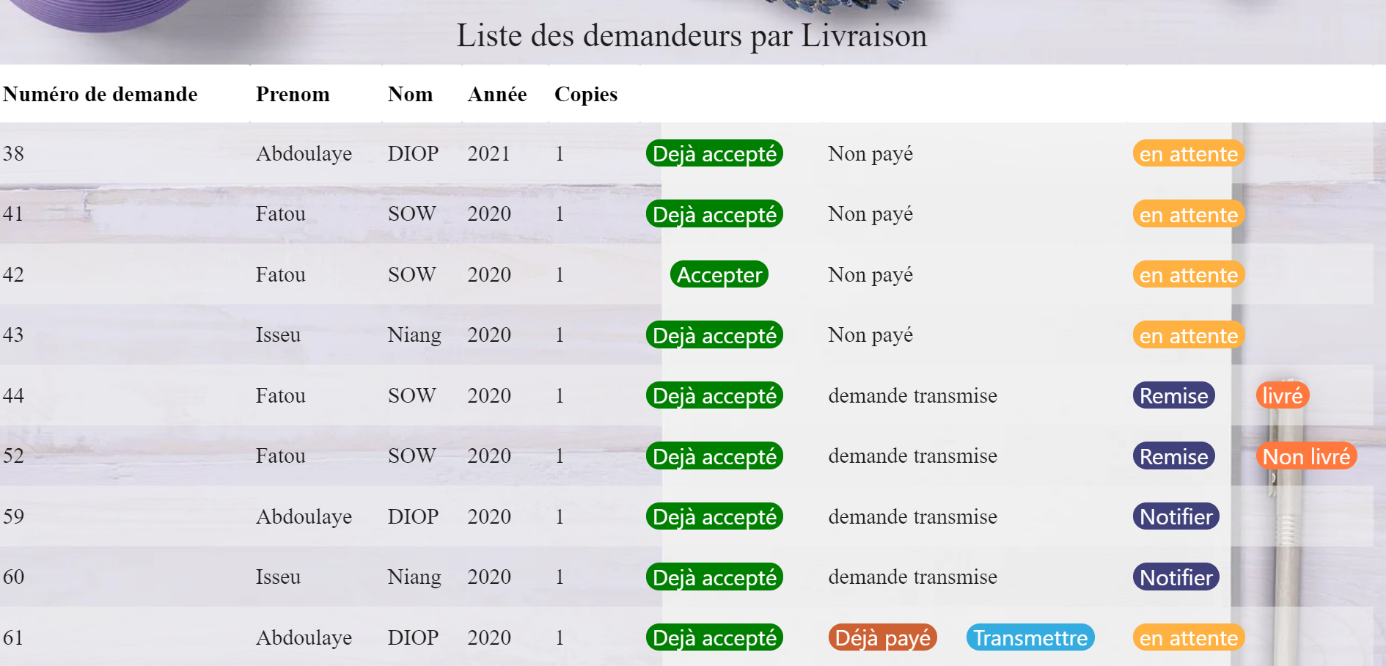 Liste des demandeurs par Livraison
Numéro de demande Prenom Nom Année Copies
38 Abdoulaye DIOP 2021 1 Dejà accepté Non payé en attente
41 Fatou SOW 2020 1 Dejà accepté Non payé en attente
42 Fatou SOW 2020 1 Accepter Non payé en attente
43 Isseu Niang 2020 1 Dejà accepté Non payé en attente
44 Fatou SOW 2020 1 Dejà accepté demande transmise Remise livré
52 Fatou SOW 2020 1 Dejà accepté demande transmise Remise Non livré
59 Abdoulaye DIOP 2020 1 Dejà accepté demande transmise Notifier
60 Isseu Niang 2020 1 Dejà accepté demande transmise Notifier
61 Abdoulaye DIOP 2020 1 Dejà accepté Déjà payé Transmettre en attente